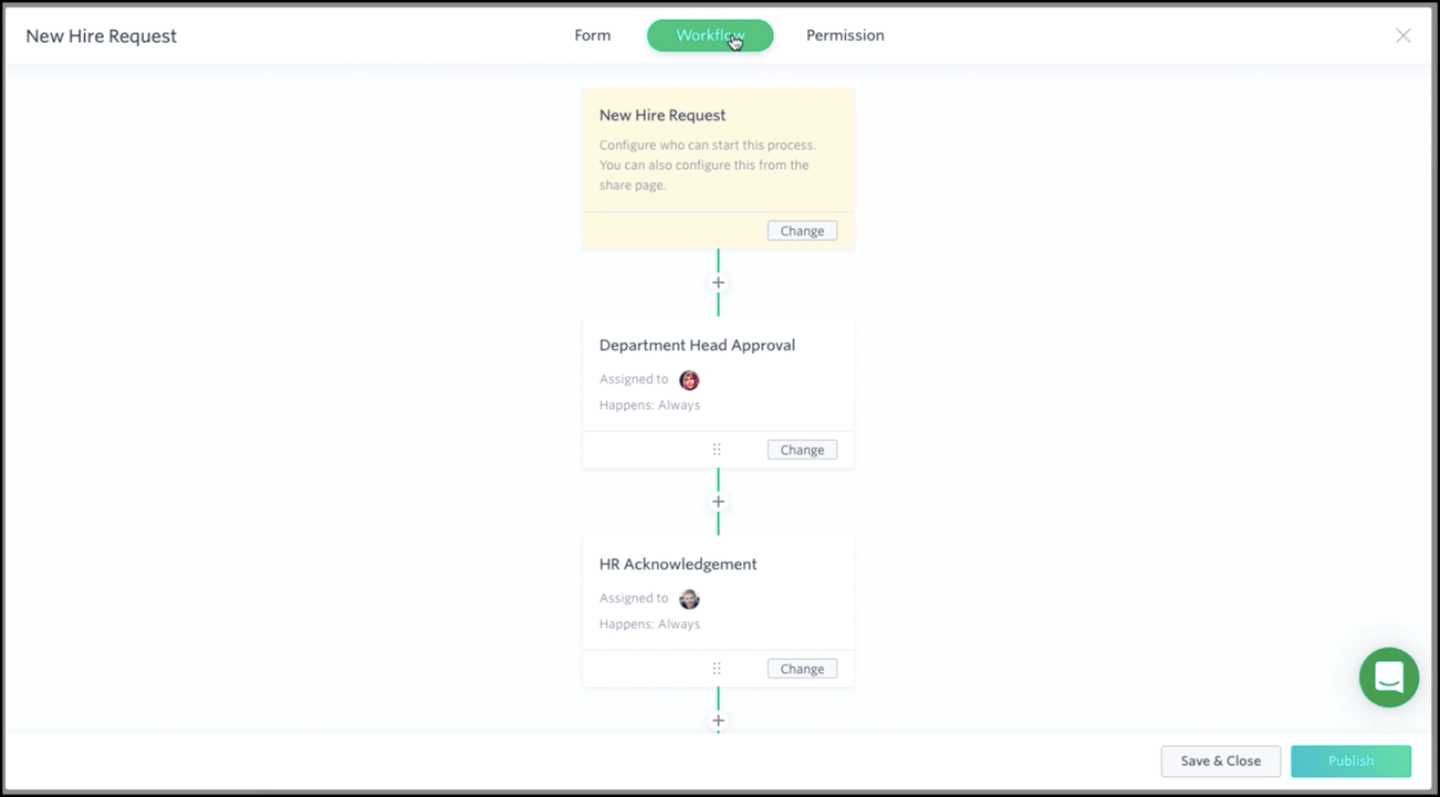 New Hire Request
Form
Workflow
Permission
New Hire Request
Configure who can start this process.
You can also configure this from the
share page.
Change
Department Head Approval
Assigned to
Happens: Always
Change
HR Acknowledgement
Assigned to
Happens: Always
Change
Save & Close
Publish